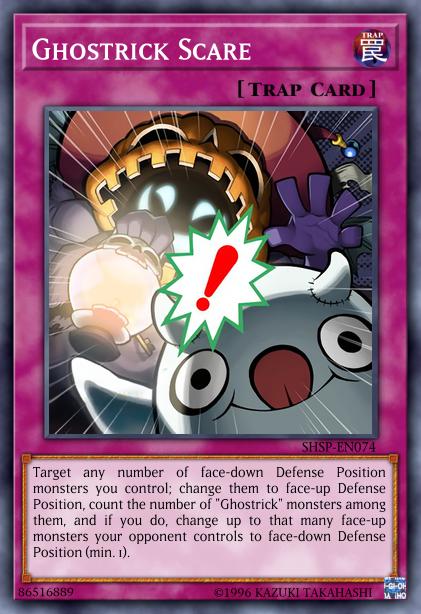 Ghostrick Scare
TRAP
罠
[Trap Card]
!
SHSP-EN074
Target any number of face-down Defense Position
monsters you control; change them to face-up Defense
Position, count the number of "Ghostrick" monsters among
them, and if you do, change up to that many face-up
monsters your opponent controls to face-down Defense
Position (min. 1).
86516889
©1996 KAZUKI TAKAHASHI